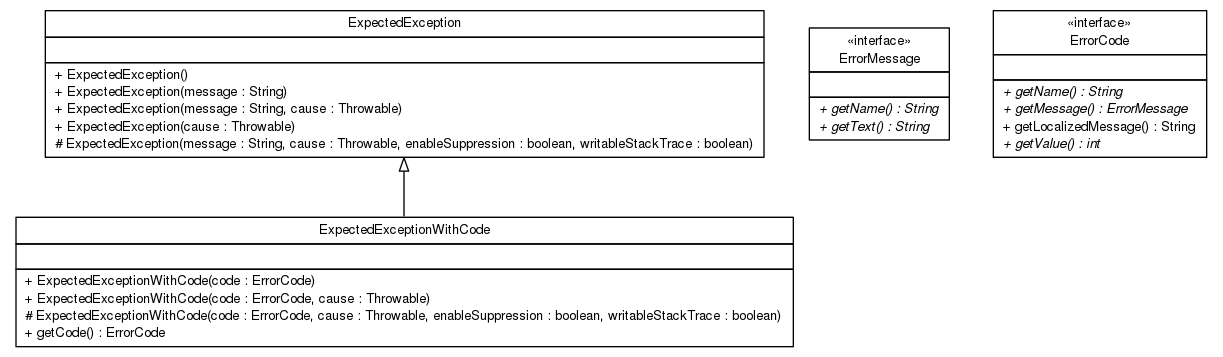 ExpectedException
+ ExpectedException()
+ ExpectedException(message : String)
+ ExpectedException(message : String, cause : Throwable)
+ ExpectedException(cause : Throwable)
# ExpectedException(message : String, cause : Throwable, enableSuppression : boolean, writableStackTrace : boolean)
«interface»
ErrorMessage
+ getName() : String
+ getText() : String
«interface»
ErrorCode
+ getName() : String
+ getMessage() : ErrorMessage
+ getLocalizedMessage() : String
+ getValue() : int
ExpectedExceptionWithCode
+ ExpectedExceptionWithCode(code : ErrorCode)
+ ExpectedExceptionWithCode(code : ErrorCode, cause : Throwable)
# ExpectedExceptionWithCode(code : ErrorCode, cause : Throwable, enableSuppression : boolean, writableStackTrace : boolean)
+ getCode() : ErrorCode